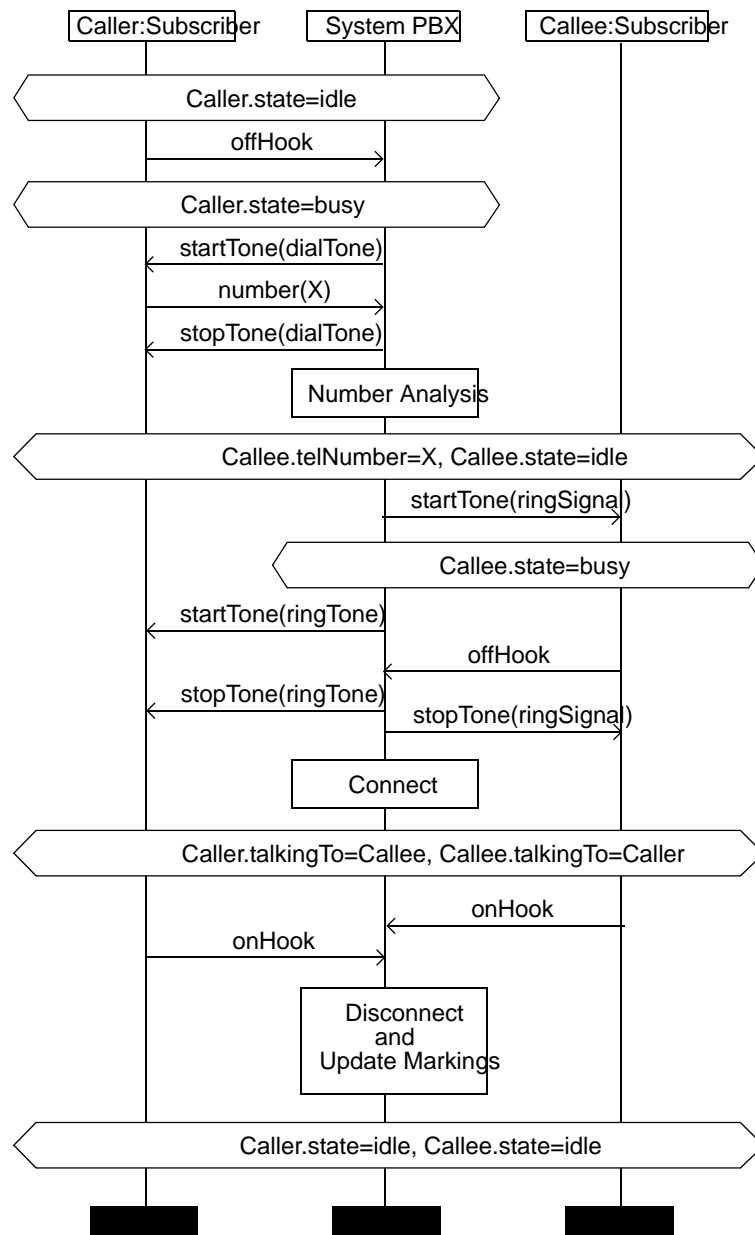 Caller:Subscriber
System PBX
Callee:Subscriber
Caller.state=idle
offHook
Caller.state=busy
startTone(dialTone)
number(X)
stopTone(dialTone)
Number Analysis
Callee.telNumber=X, Callee.state=idle
startTone(ringSignal)
Callee.state=busy
startTone(ringTone)
offHook
stopTone(ringTone)
stopTone(ringSignal)
Connect
Caller.talkingTo=Callee, Callee.talkingTo=Caller
onHook
onHook
Disconnect
and
Update Markings
Caller.state=idle, Callee.state=idle